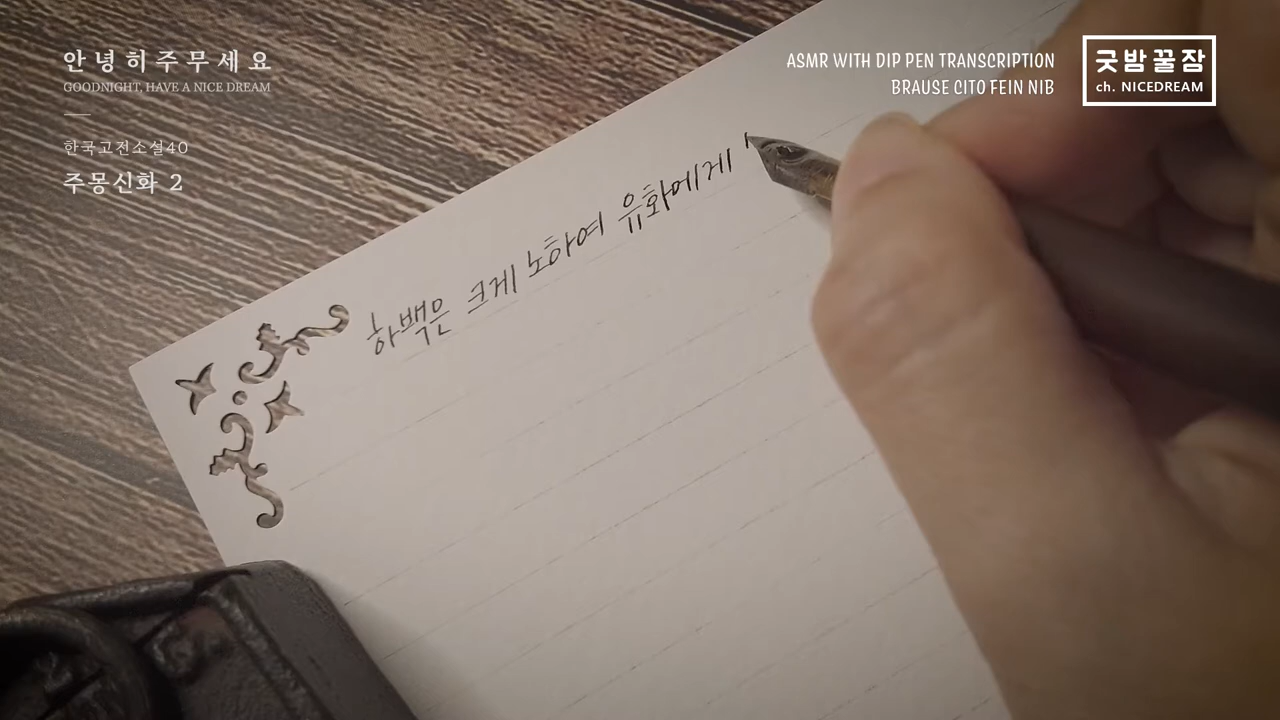 안녕히주무세요
GOODNIGHT, HAVE A NICE DREAM
한국고전소설40
주몽신화 2
ASMR WITH DIP PEN TRANSCRIPTION
BRAUSE CITO FEIN NIB
굿밤꿀잠
ch. NICEDREAM
하백은 크게 노하여 유화에게